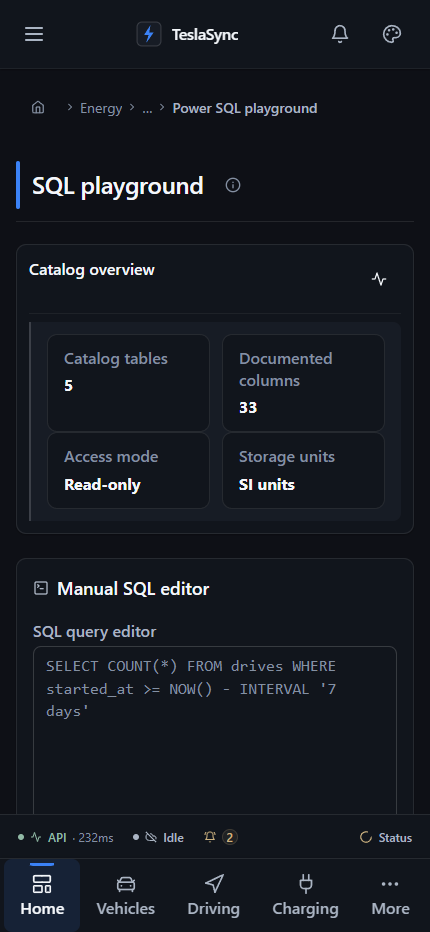 TeslaSync
Energy > ... > Power SQL playground
SQL playground
Catalog overview
Catalog tables
5
Documented
columns
33
Access mode
Read-only
Storage units
SI units
Manual SQL editor
SQL query editor
SELECT COUNT(*) FROM drives WHERE
started_at >= NOW() - INTERVAL '7
days'
API · 232ms
Idle
2
Status
Home
Vehicles
Driving
Charging
More